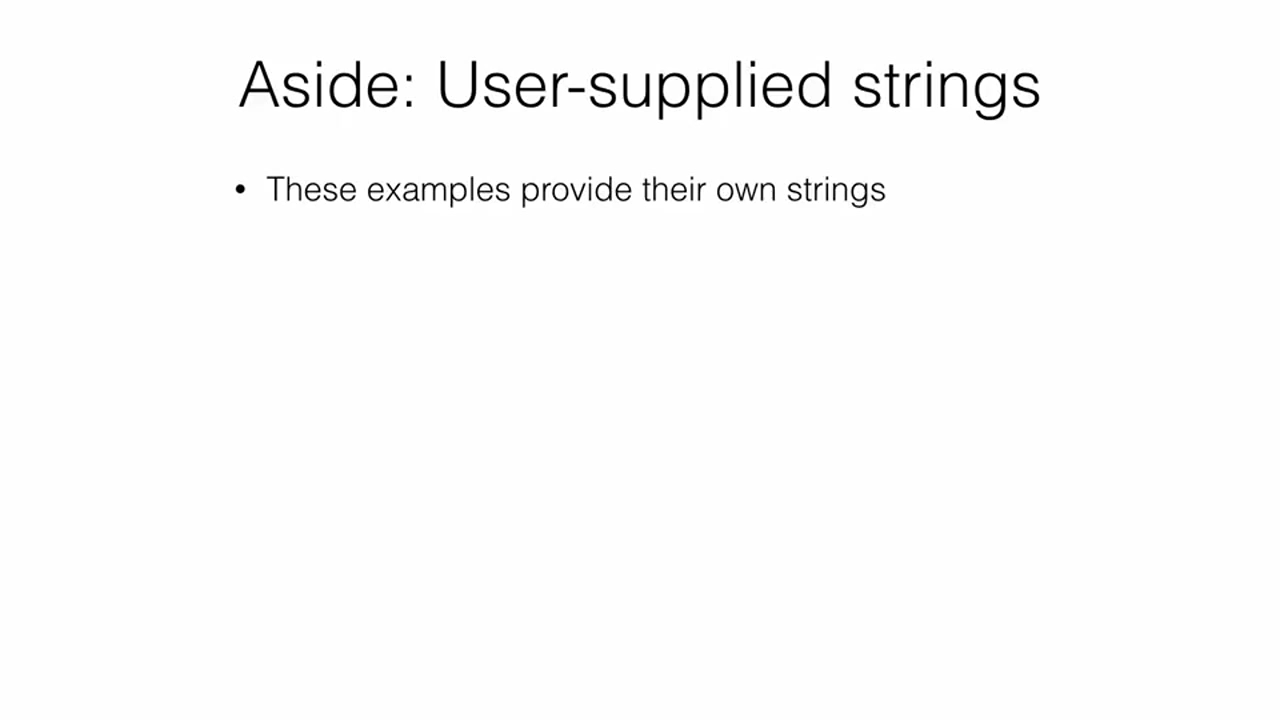 Aside: User-supplied strings
• These examples provide their own strings